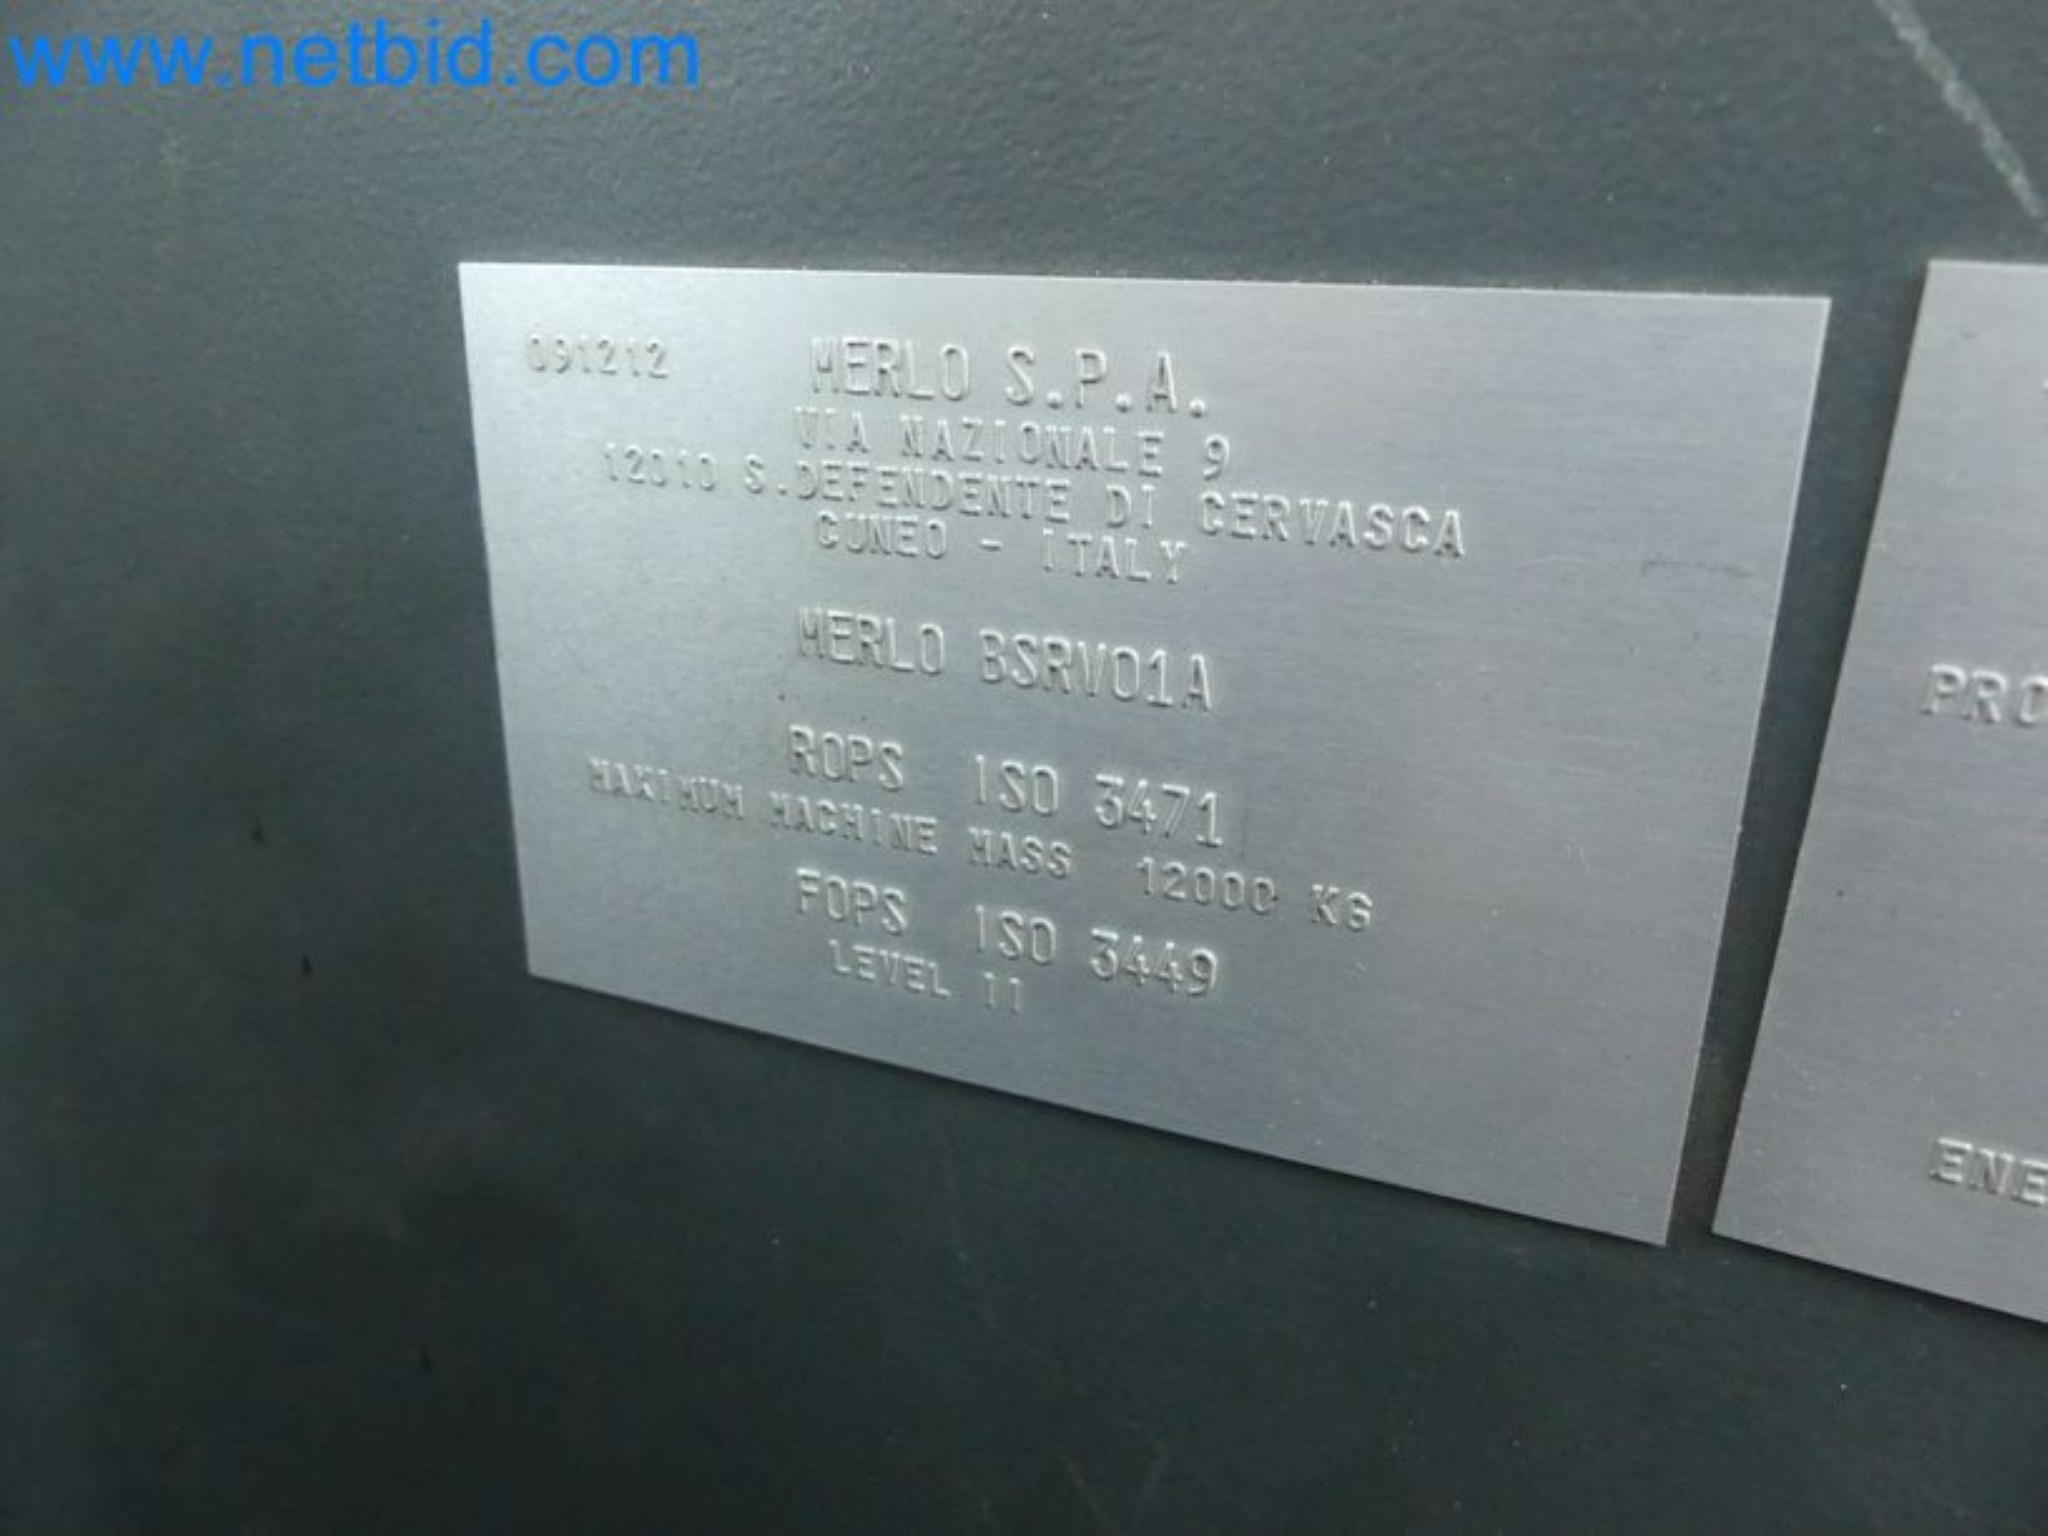 www.netbid.com
091212 MERLO S.P.A.
VIA NAZIONALE 9
12010 S.DEFENDENTE DI CERVASCA
CUNEO - ITALY
MERLO BSRV01A
ROPS ISO 3471
MAXIMUM MACHINE MASS 12000 KG
FOPS ISO 3449
LEVEL II
PRO
ENE